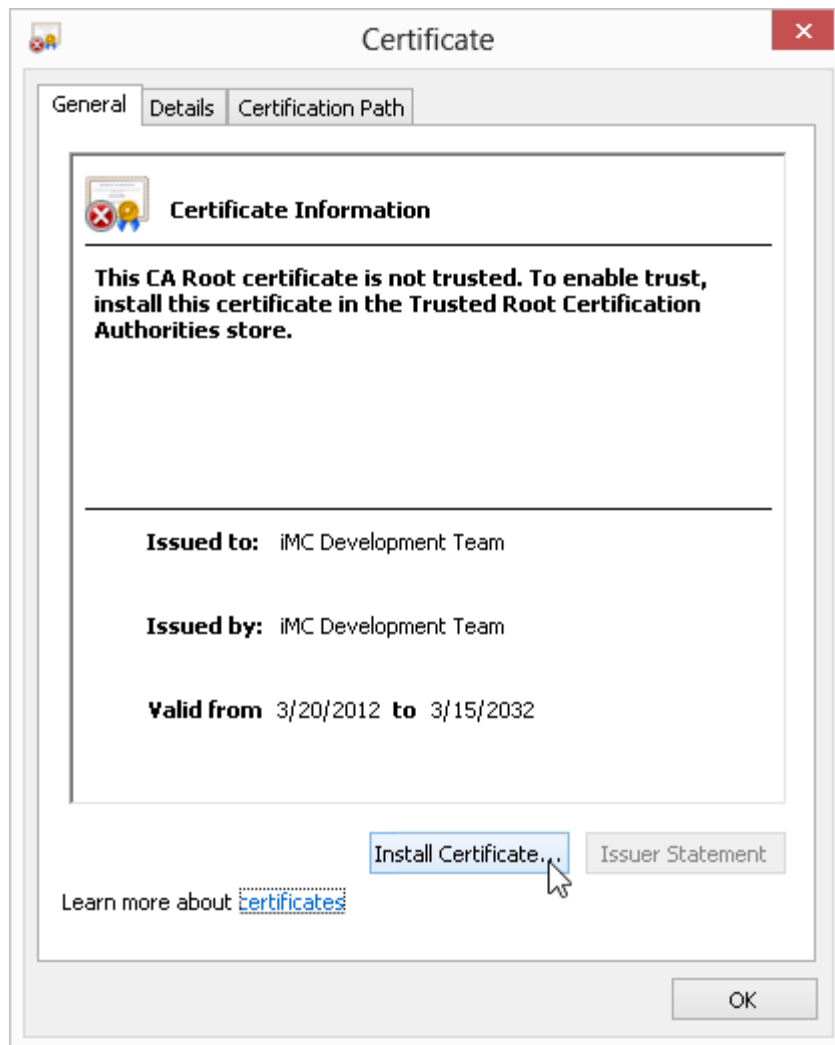 Certificate
General Details Certification Path
Certificate Information
This CA Root certificate is not trusted. To enable trust,
install this certificate in the Trusted Root Certification
Authorities store.
Issued to: iMC Development Team
Issued by: iMC Development Team
Valid from 3/20/2012 to 3/15/2032
Install Certificate... Issuer Statement
Learn more about certificates
OK